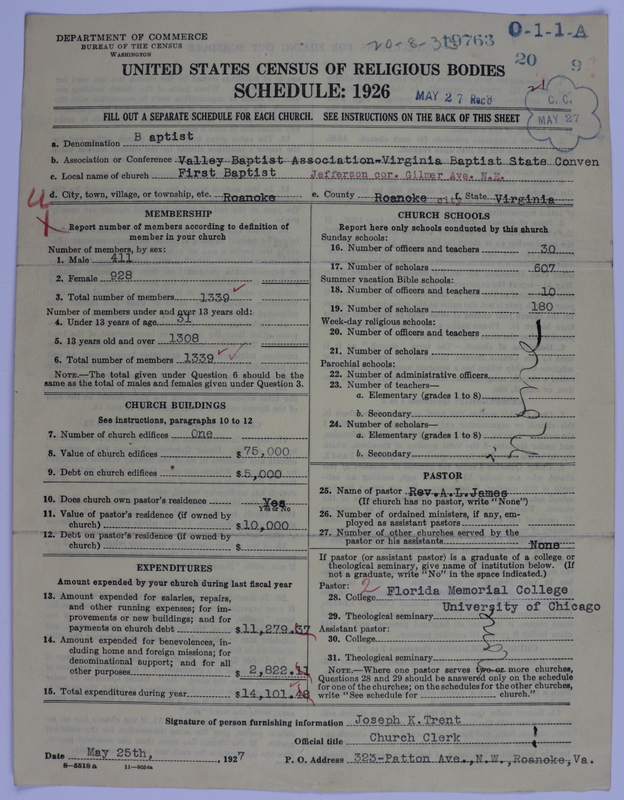 DEPARTMENT OF COMMERCE
BUREAU OF THE CENSUS
WASHINGTON
20-8-3 19763
O-1-1-A
20 9
UNITED STATES CENSUS OF RELIGIOUS BODIES
SCHEDULE: 1926
MAY 27 Rec'd
C. C.
MAY 27
FILL OUT A SEPARATE SCHEDULE FOR EACH CHURCH. SEE INSTRUCTIONS ON THE BACK OF THIS SHEET
a. Denomination B aptist
b. Association or Conference Valley Baptist Association-Virginia Baptist State Conven
c. Local name of church First Baptist Jefferson cor. Gilmer Ave. N.E.
d. City, town, village, or township, etc. Roanoke e. County Roanoke city f. State Virginia
MEMBERSHIP
Report number of members according to definition of
member in your church
Number of members, by sex:
1. Male 411
2. Female 928
3. Total number of members 1339
Number of members under and over 13 years old:
4. Under 13 years of age 31
5. 13 years old and over 1308
6. Total number of members 1339
NOTE.—The total given under Question 6 should be the
same as the total of males and females given under Question 3.
CHURCH BUILDINGS
See instructions, paragraphs 10 to 12
7. Number of church edifices One
8. Value of church edifices $75,000
9. Debt on church edifices $5,000
10. Does church own pastor's residence Yes
Yes or No
11. Value of pastor's residence (if owned by
church) $10,000
12. Debt on pastor's residence (if owned by
church) $
EXPENDITURES
Amount expended by church during last fiscal year
13. Amount expended for salaries, repairs,
and other running expenses; for im-
provements or new buildings; and for
payments on church debt $11,279.37
14. Amount expended for benevolences, in-
cluding home and foreign missions; for
denominational support; and for all
other purposes $2,822.11
15. Total expenditures during year $14,101.48
CHURCH SCHOOLS
Report here only schools conducted by this church
Sunday schools:
16. Number of officers and teachers 30
17. Number of scholars 607
Summer vacation Bible schools:
18. Number of officers and teachers 10
19. Number of scholars 180
Week-day religious schools:
20. Number of officers and teachers
21. Number of scholars
Parochial schools:
22. Number of administrative officers
23. Number of teachers—
a. Elementary (grades 1 to 8)
b. Secondary
24. Number of scholars—
a. Elementary (grades 1 to 8)
b. Secondary
PASTOR
25. Name of pastor Rev.A.L.James
(If church has no pastor, write "None")
26. Number of ordained ministers, if any, em-
ployed as assistant pastors
27. Number of other churches served by the
pastor or his assistants None
If pastor (or assistant pastor) is a graduate of a college or
theological seminary, give name of institution below. (If
not a graduate, write "No" in the space indicated.)
Pastor: 2
28. College Florida Memorial College
University of Chicago
29. Theological seminary
Assistant pastor:
30. College
31. Theological seminary
NOTE.—Where one pastor serves two or more churches,
Questions 28 and 29 should be answered only on the schedule
for one of the churches; on the schedules for the other churches,
write "See schedule for church."
Signature of person furnishing information Joseph K.Trent
Official title Church Clerk
Date May 25th, , 1927 P. O. Address 323-Patton Ave.,N.W.,Roanoke,Va.
8—5518a 11—9054a